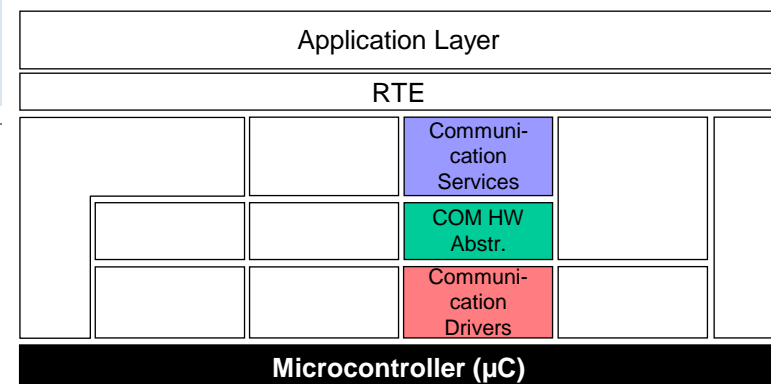 Application Layer
RTE
Communi-
cation
Services
COM HW
Abstr.
Communi-
cation
Drivers
Microcontroller (µC)